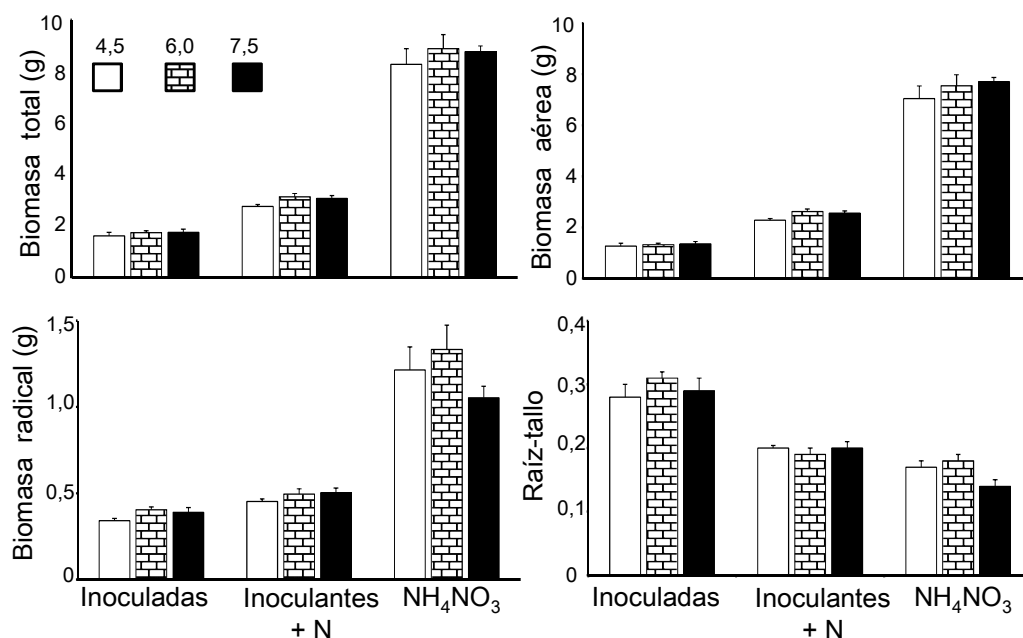 4,5 6,0 7,5
Biomasa total (g)
10
8
6
4
2
0
Biomasa aérea (g)
10
8
6
4
2
0
Biomasa radical (g)
1,5
1,0
0,5
0
Inoculadas
Inoculantes
+ N
NH₄NO₃
Raíz-tallo
0,4
0,3
0,2
0,1
0
Inoculadas
Inoculantes
+ N
NH₄NO₃